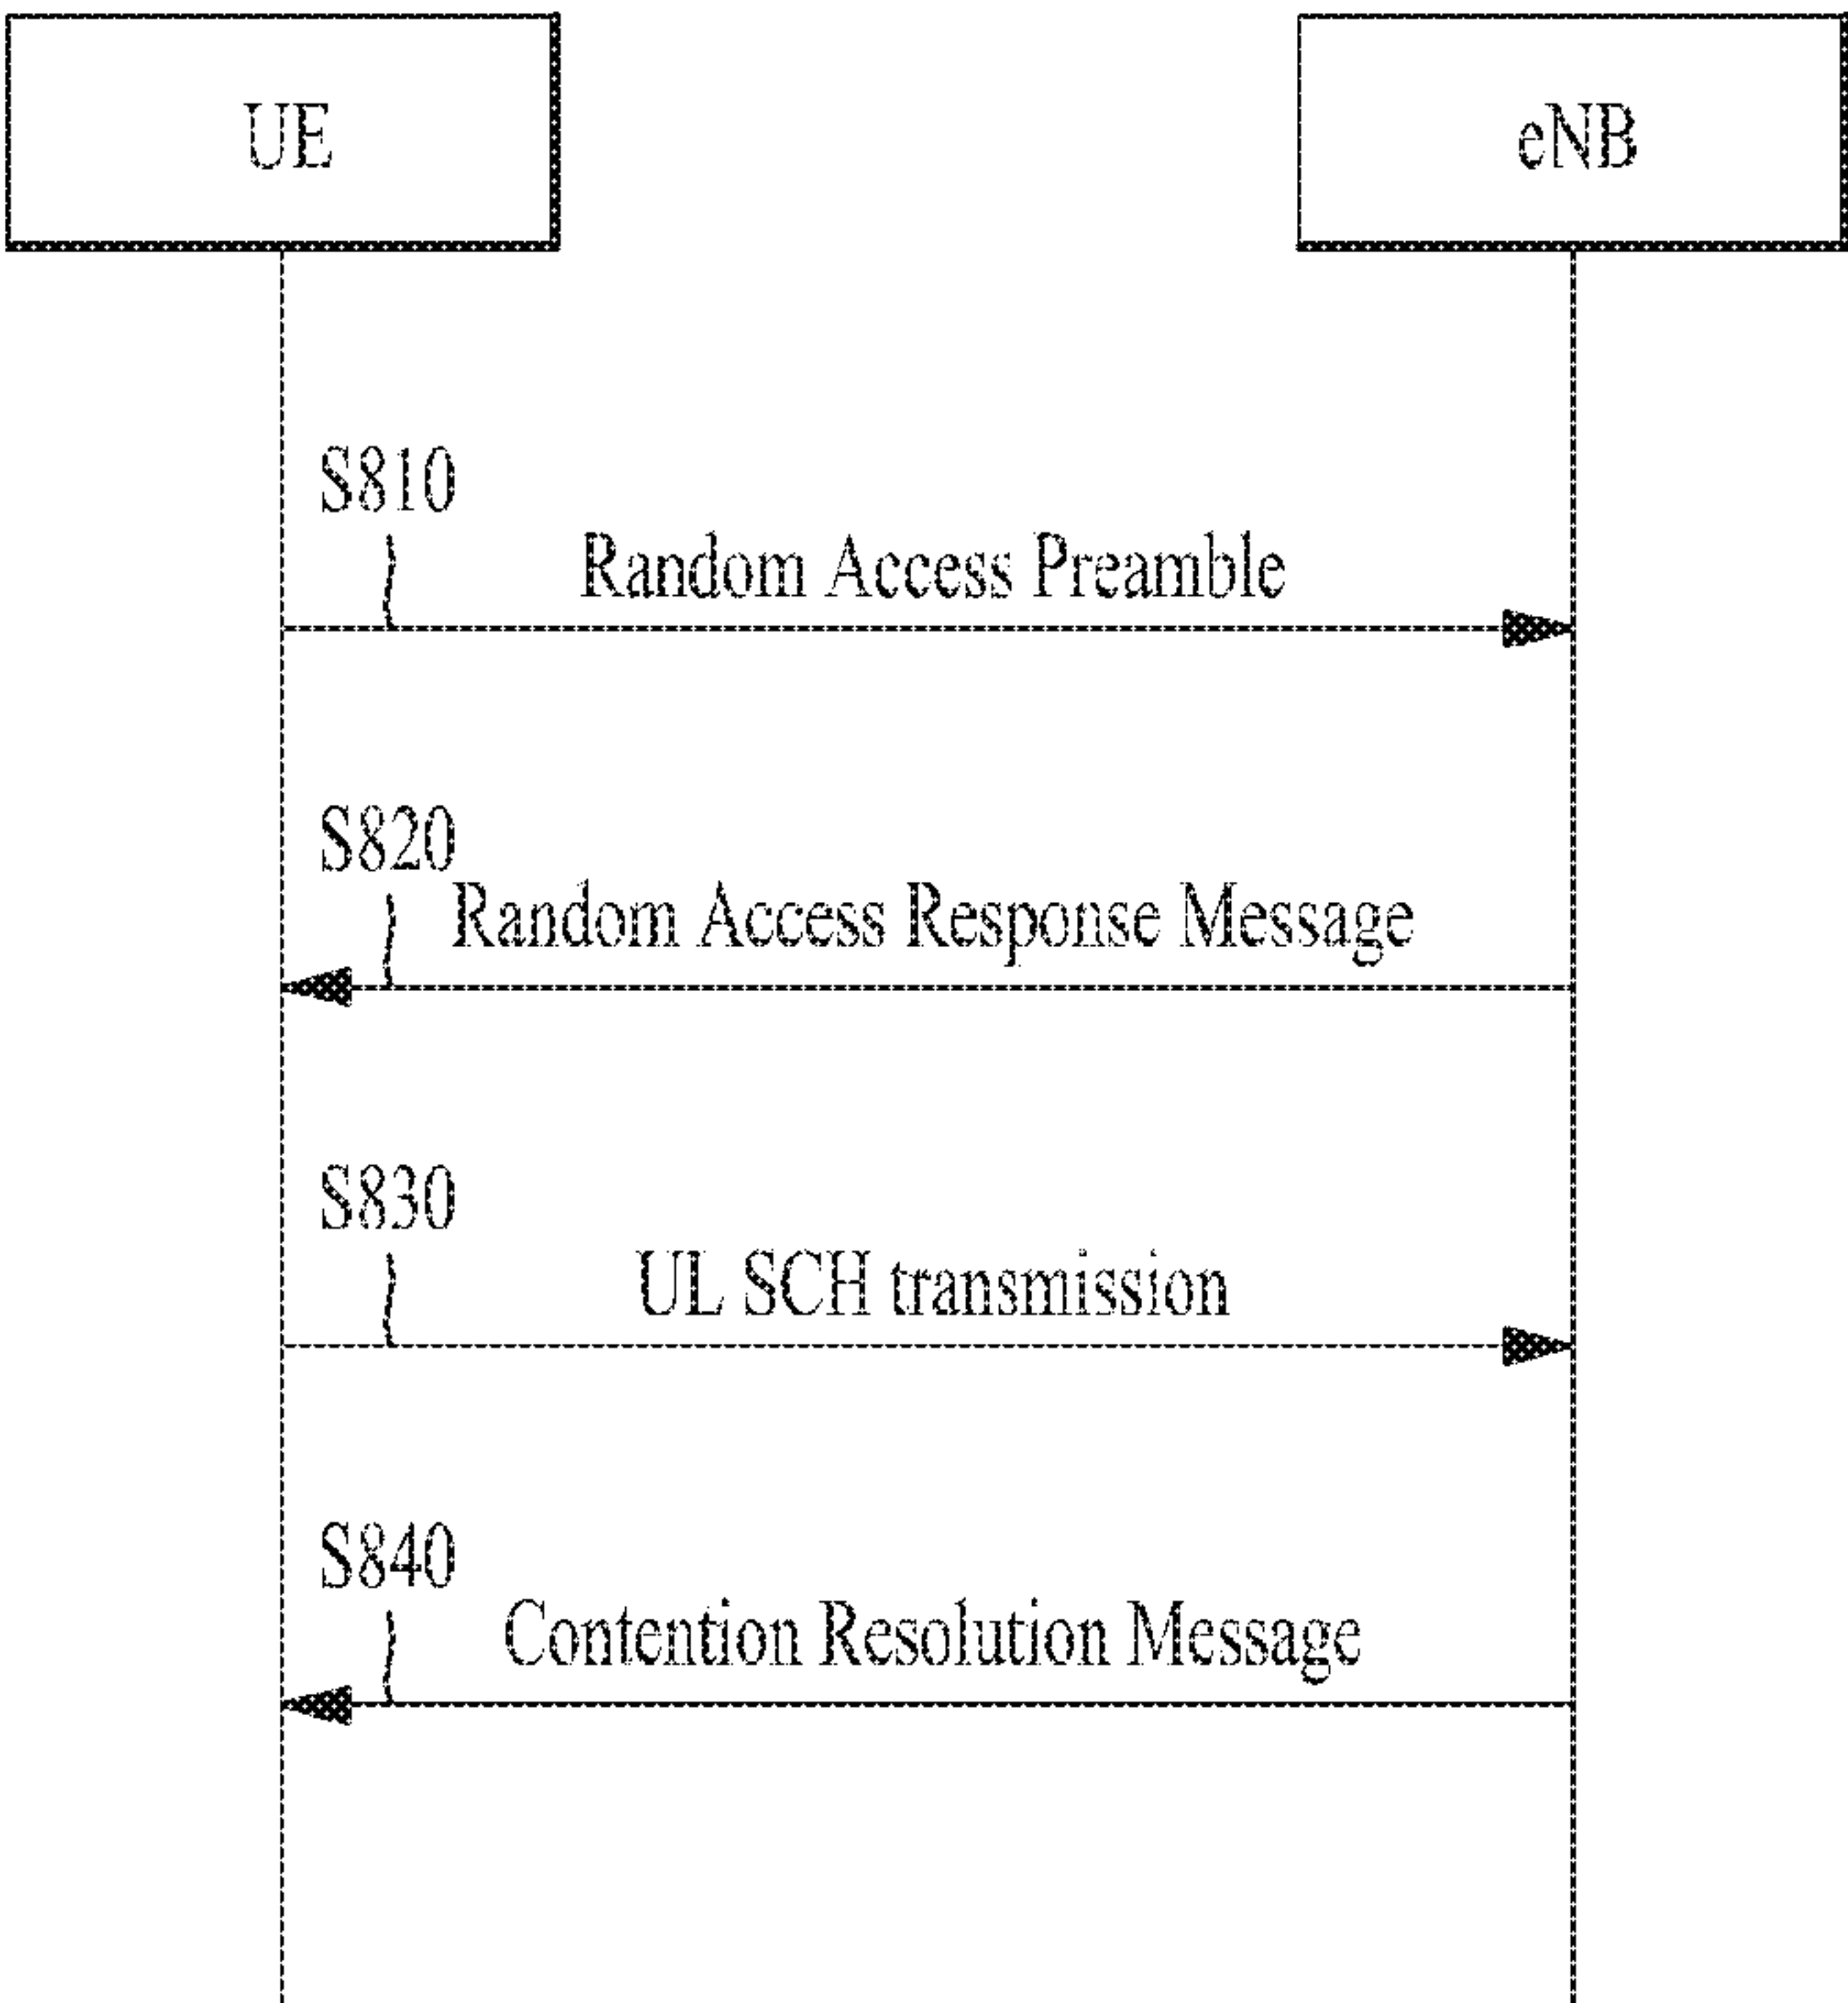 UE
eNB
S810
Random Access Preamble
S820
Random Access Response Message
S830
UL SCH transmission
S840
Contention Resolution Message